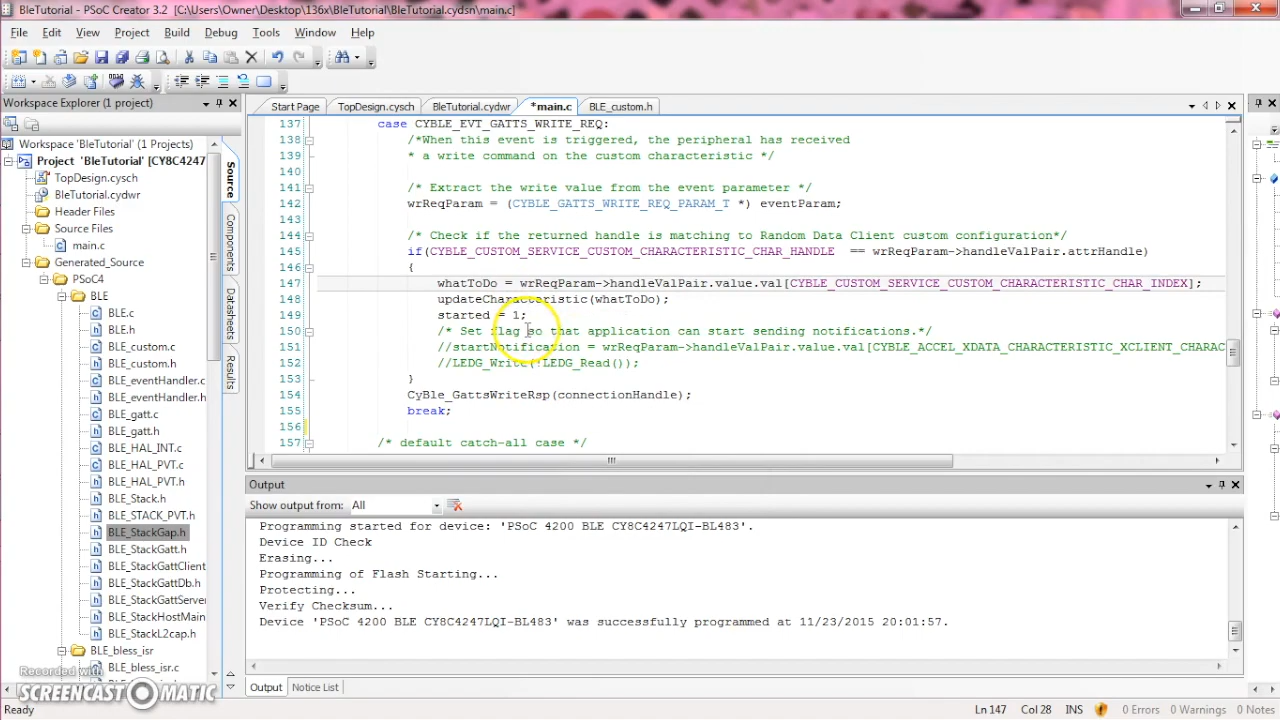 BleTutorial - PSoC Creator 3.2 [C:\Users\Owner\Desktop\136x\BleTutorial\BleTutorial.cydsn\main.c]
File Edit View Project Build Debug Tools Window Help
Workspace Explorer (1 project)
Start Page TopDesign.cysch BleTutorial.cydwr *main.c BLE_custom.h
Workspace 'BleTutorial' (1 Projects)
Project 'BleTutorial' [CY8C4247
TopDesign.cysch
BleTutorial.cydwr
Header Files
Source Files
main.c
Generated_Source
PSoC4
BLE
BLE.c
BLE.h
BLE_custom.c
BLE_custom.h
BLE_eventHandler.c
BLE_eventHandler.h
BLE_gatt.c
BLE_gatt.h
BLE_HAL_INT.c
BLE_HAL_PVT.c
BLE_HAL_PVT.h
BLE_Stack.h
BLE_STACK_PVT.h
BLE_StackGap.h
BLE_StackGatt.h
BLE_StackGattClient
BLE_StackGattDb.h
BLE_StackGattServer
BLE_StackHostMain
BLE_StackL2cap.h
BLE_bless_isr
BLE_bless_isr.c
Source
Components
Datasheets
Results
137 case CYBLE_EVT_GATTS_WRITE_REQ:
138 /*When this event is triggered, the peripheral has received
139 * a write command on the custom characteristic */
140
141 /* Extract the write value from the event parameter */
142 wrReqParam = (CYBLE_GATTS_WRITE_REQ_PARAM_T *) eventParam;
143
144 /* Check if the returned handle is matching to Random Data Client custom configuration*/
145 if(CYBLE_CUSTOM_SERVICE_CUSTOM_CHARACTERISTIC_CHAR_HANDLE == wrReqParam->handleValPair.attrHandle)
146 {
147 whatToDo = wrReqParam->handleValPair.value.val[CYBLE_CUSTOM_SERVICE_CUSTOM_CHARACTERISTIC_CHAR_INDEX];
148 updateCharacteristic(whatToDo);
149 started = 1;
150 /* Set flag so that application can start sending notifications.*/
151 //startNotification = wrReqParam->handleValPair.value.val[CYBLE_ACCEL_XDATA_CHARACTERISTIC_XCLIENT_CHARAC
152 //LEDG_Write(!LEDG_Read());
153 }
154 CyBle_GattsWriteRsp(connectionHandle);
155 break;
156
157 /* default catch-all case */
Output
Show output from: All
Programming started for device: 'PSoC 4200 BLE CY8C4247LQI-BL483'.
Device ID Check
Erasing...
Programming of Flash Starting...
Protecting...
Verify Checksum...
Device 'PSoC 4200 BLE CY8C4247LQI-BL483' was successfully programmed at 11/23/2015 20:01:57.
Output Notice List
Recorded with
SCREENCAST MATIC
Ready Ln 147 Col 28 INS 0 Errors 0 Warnings 0 Notes